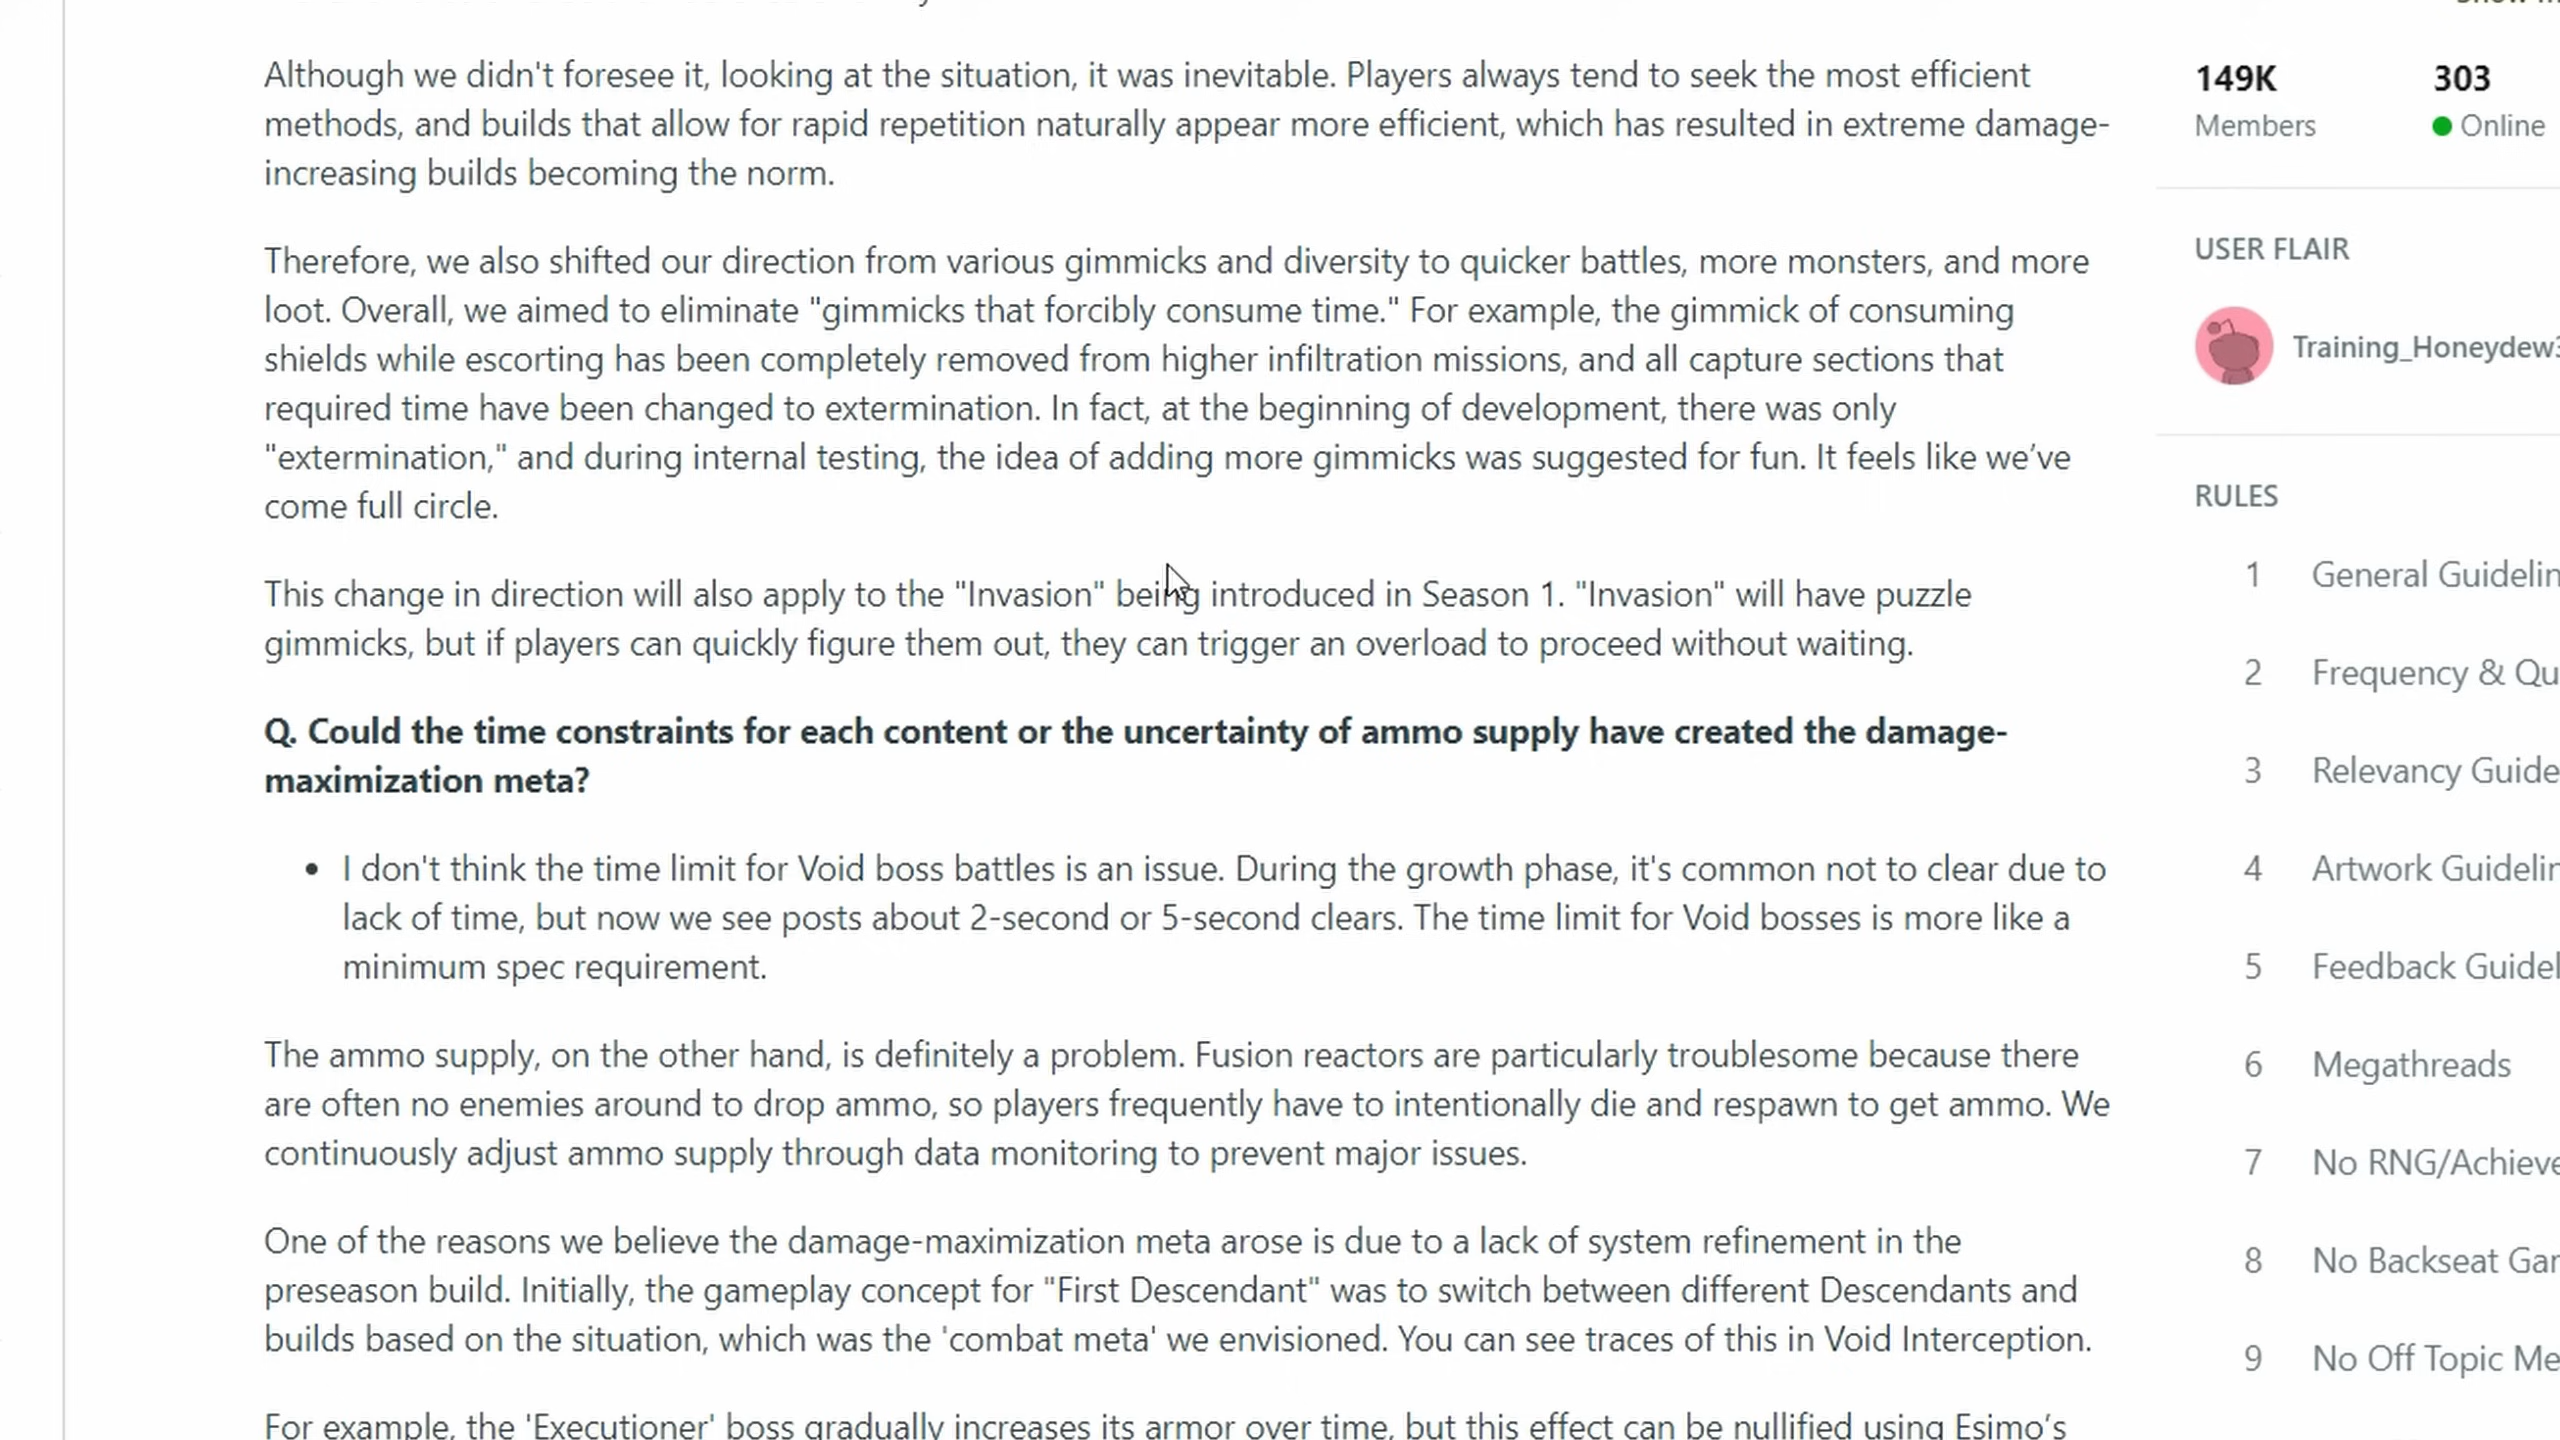 Although we didn't foresee it, looking at the situation, it was inevitable. Players always tend to seek the most efficient
methods, and builds that allow for rapid repetition naturally appear more efficient, which has resulted in extreme damage-
increasing builds becoming the norm.
Therefore, we also shifted our direction from various gimmicks and diversity to quicker battles, more monsters, and more
loot. Overall, we aimed to eliminate "gimmicks that forcibly consume time." For example, the gimmick of consuming
shields while escorting has been completely removed from higher infiltration missions, and all capture sections that
required time have been changed to extermination. In fact, at the beginning of development, there was only
"extermination," and during internal testing, the idea of adding more gimmicks was suggested for fun. It feels like we’ve
come full circle.
This change in direction will also apply to the "Invasion" being introduced in Season 1. "Invasion" will have puzzle
gimmicks, but if players can quickly figure them out, they can trigger an overload to proceed without waiting.
Q. Could the time constraints for each content or the uncertainty of ammo supply have created the damage-
maximization meta?
• I don't think the time limit for Void boss battles is an issue. During the growth phase, it's common not to clear due to
lack of time, but now we see posts about 2-second or 5-second clears. The time limit for Void bosses is more like a
minimum spec requirement.
The ammo supply, on the other hand, is definitely a problem. Fusion reactors are particularly troublesome because there
are often no enemies around to drop ammo, so players frequently have to intentionally die and respawn to get ammo. We
continuously adjust ammo supply through data monitoring to prevent major issues.
One of the reasons we believe the damage-maximization meta arose is due to a lack of system refinement in the
preseason build. Initially, the gameplay concept for "First Descendant" was to switch between different Descendants and
builds based on the situation, which was the 'combat meta' we envisioned. You can see traces of this in Void Interception.
For example, the 'Executioner' boss gradually increases its armor over time, but this effect can be nullified using Esimo’s
149K 303
Members Online
USER FLAIR
Training_Honeydew3
RULES
1 General Guidelin
2 Frequency & Qu
3 Relevancy Guide
4 Artwork Guidelin
5 Feedback Guidel
6 Megathreads
7 No RNG/Achieve
8 No Backseat Gar
9 No Off Topic Me